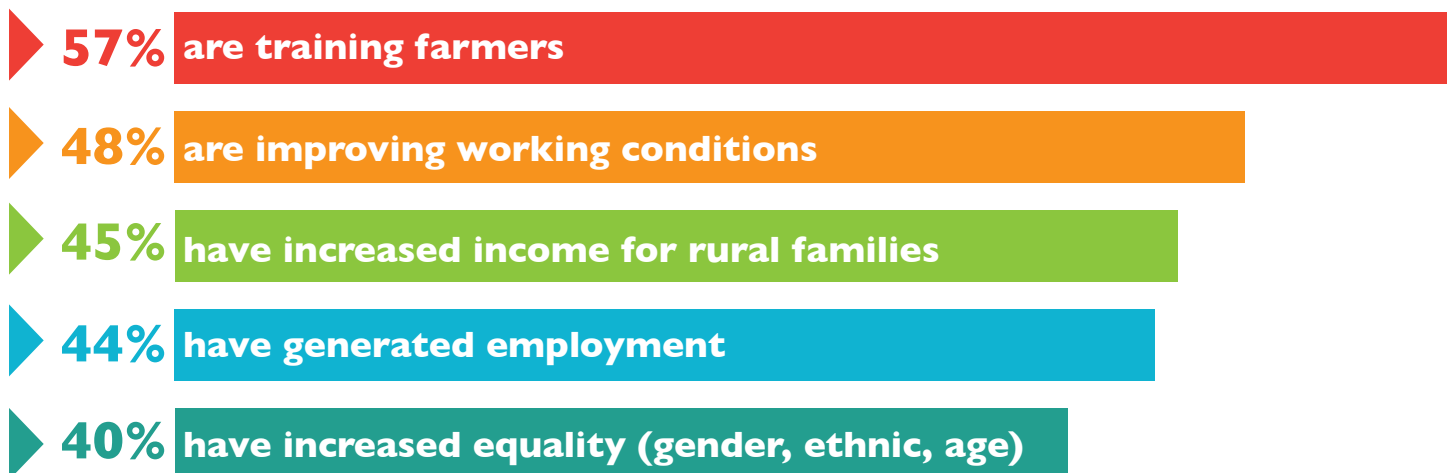 57% are training farmers
48% are improving working conditions
45% have increased income for rural families
44% have generated employment
40% have increased equality (gender, ethnic, age)